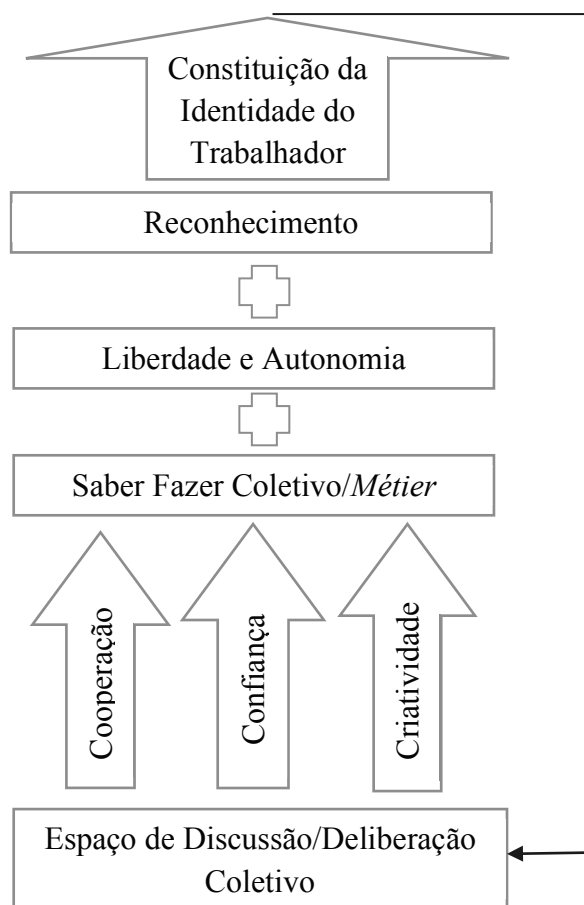 Constituição da
Identidade do
Trabalhador
Reconhecimento
Liberdade e Autonomia
Saber Fazer Coletivo/Métier
Cooperação
Confiança
Criatividade
Espaço de Discussão/Deliberação
Coletivo